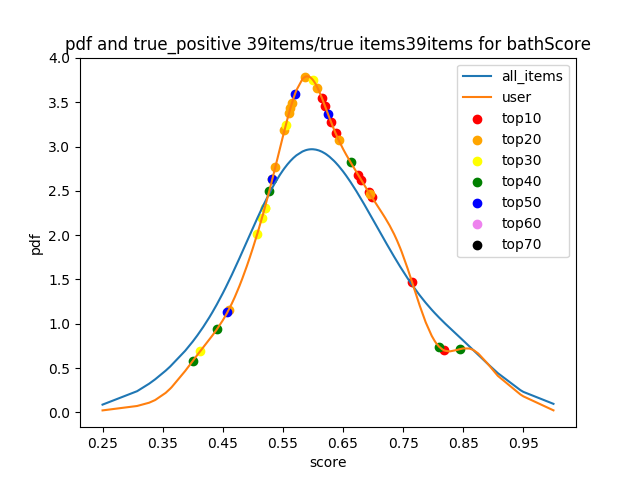 pdf and true_positive 39items/true items39items for bathScore
4.0
3.5
3.0
2.5
2.0
1.5
1.0
0.5
0.0
pdf
0.25 0.35 0.45 0.55 0.65 0.75 0.85 0.95
score
all_items
user
top10
top20
top30
top40
top50
top60
top70